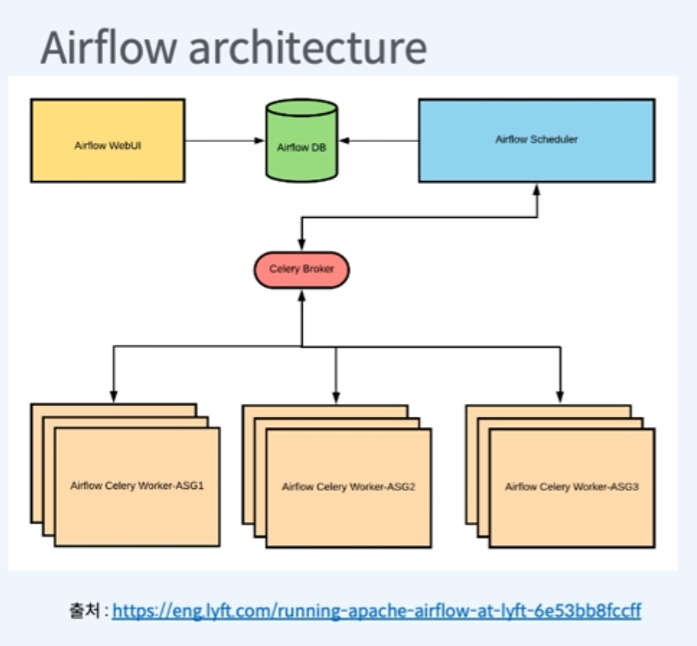 Airflow architecture
Airflow WebUI
Airflow DB
Airflow Scheduler
Celery Broker
Airflow Celery Worker-ASG1
Airflow Celery Worker-ASG2
Airflow Celery Worker-ASG3
출처 : https://eng.lyft.com/running-apache-airflow-at-lyft-6e53bb8fccff